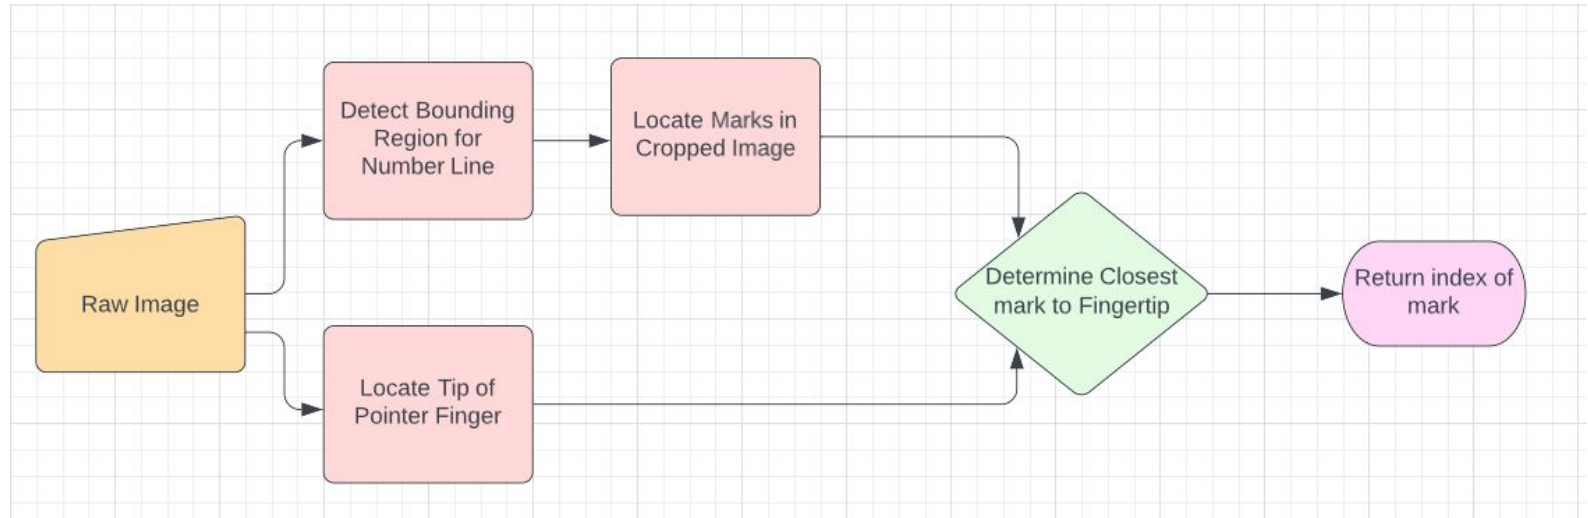 Raw Image
Detect Bounding
Region for
Number Line
Locate Marks in
Cropped Image
Locate Tip of
Pointer Finger
Determine Closest
mark to Fingertip
Return index of
mark